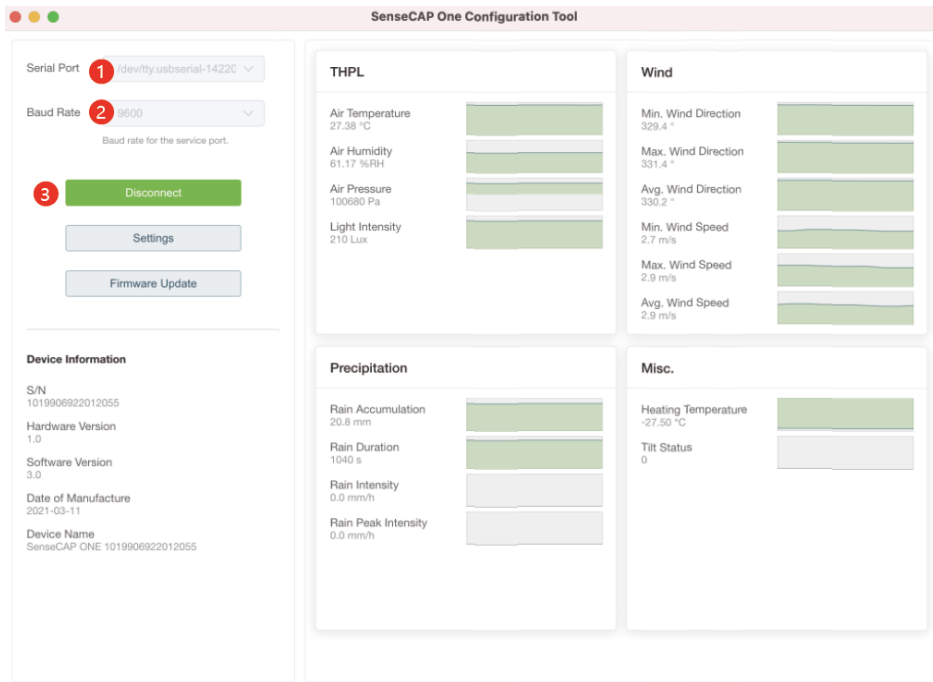 SenseCAP One Configuration Tool
Serial Port 1 /dev/tty.usbserial-14220
Baud Rate 2 9600
Baud rate for the service port.
3 Disconnect
Settings
Firmware Update
Device Information
S/N
1019906922012055
Hardware Version
1.0
Software Version
3.0
Date of Manufacture
2021-03-11
Device Name
SenseCAP ONE 1019906922012055
THPL
Air Temperature
27.38 °C
Air Humidity
61.17 %RH
Air Pressure
100680 Pa
Light Intensity
210 Lux
Wind
Min. Wind Direction
329.4 °
Max. Wind Direction
331.4 °
Avg. Wind Direction
330.2 °
Min. Wind Speed
2.7 m/s
Max. Wind Speed
2.9 m/s
Avg. Wind Speed
2.9 m/s
Precipitation
Rain Accumulation
20.8 mm
Rain Duration
1040 s
Rain Intensity
0.0 mm/h
Rain Peak Intensity
0.0 mm/h
Misc.
Heating Temperature
-27.50 °C
Tilt Status
0